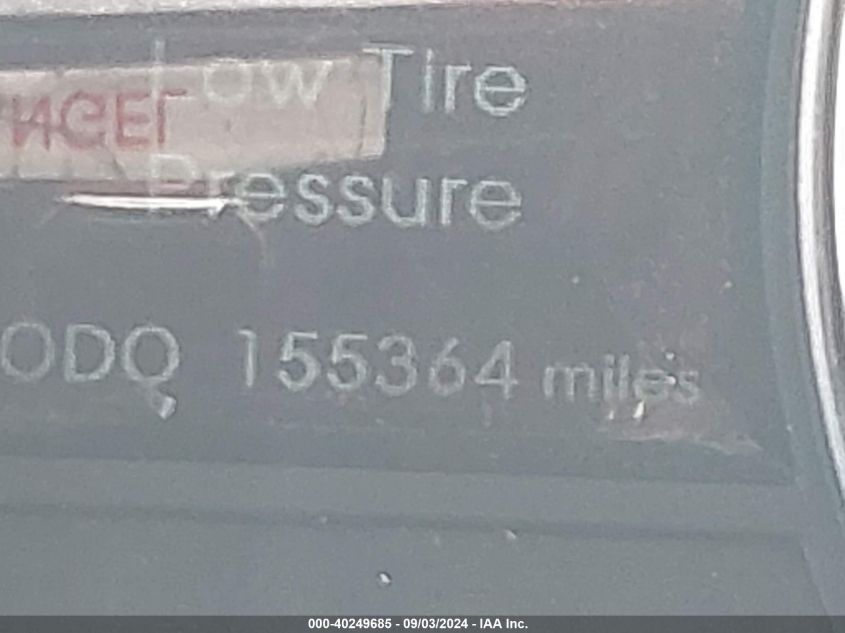 Low Tire
Pressure
ODO 155364 miles
000-40249685 - 09/03/2024 - IAA Inc.